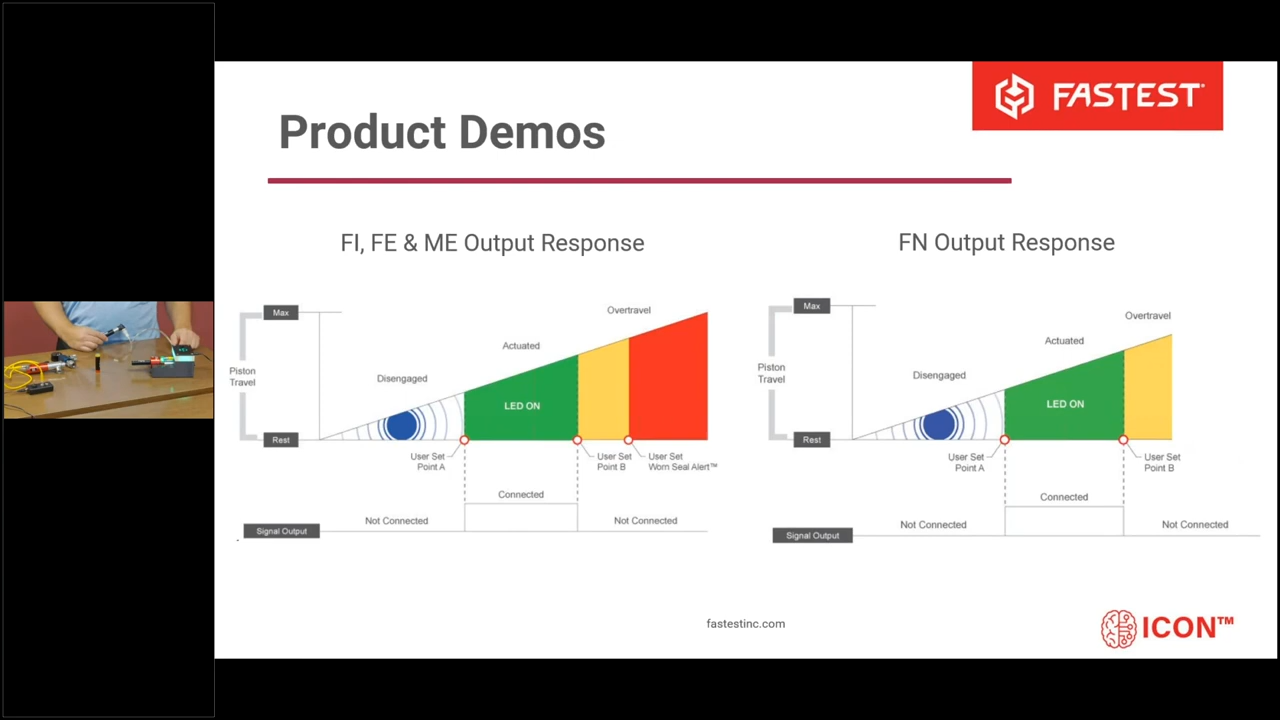 FASTEST
Product Demos
FI, FE & ME Output Response
Max
Piston
Travel
Rest
Disengaged
Actuated
Overtravel
LED ON
User Set
Point A
User Set
Point B
User Set
Worn Seal Alert™
Connected
Signal Output
Not Connected
Not Connected
FN Output Response
Max
Piston
Travel
Rest
Disengaged
Actuated
Overtravel
LED ON
User Set
Point A
User Set
Point B
Connected
Signal Output
Not Connected
Not Connected
fastestinc.com
ICON™